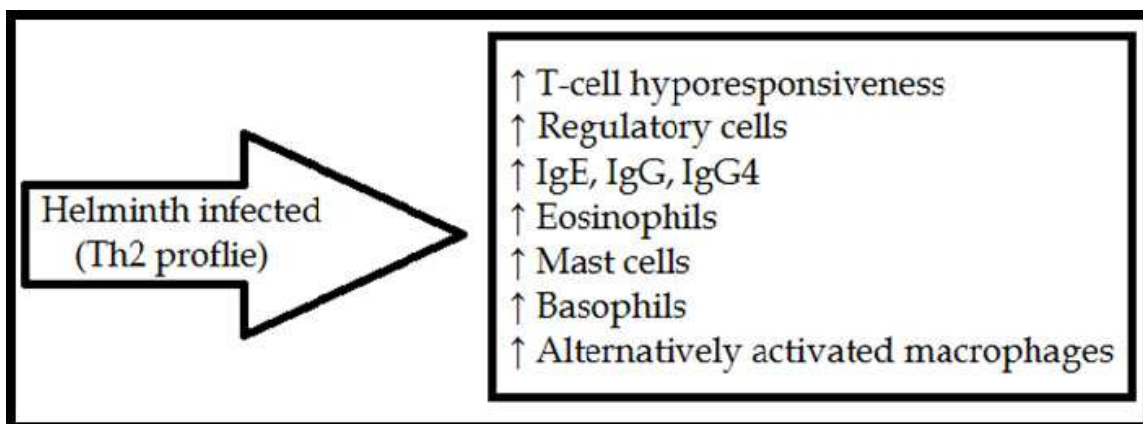 Helminth infected
(Th2 proflie)
↑ T-cell hyporesponsiveness
↑ Regulatory cells
↑ IgE, IgG, IgG4
↑ Eosinophils
↑ Mast cells
↑ Basophils
↑ Alternatively activated macrophages